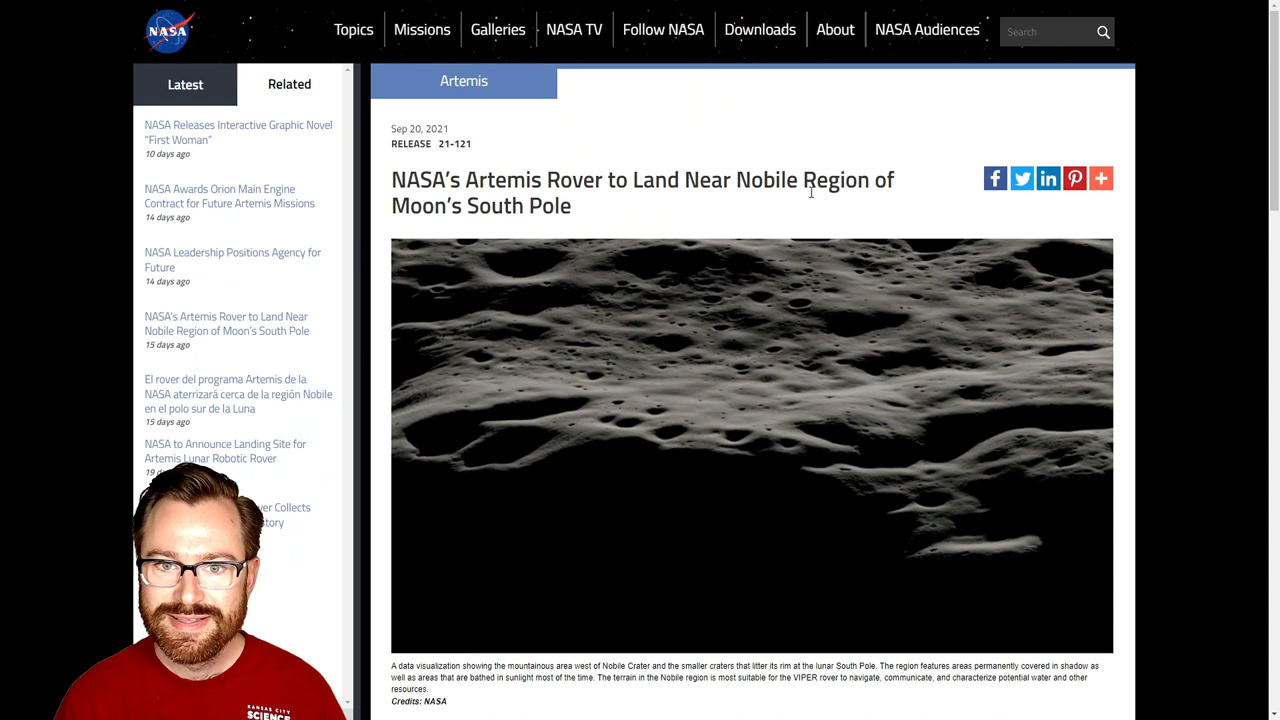 NASA
Topics
Missions
Galleries
NASA TV
Follow NASA
Downloads
About
NASA Audiences
Search
Latest
Related
NASA Releases Interactive Graphic Novel
“First Woman”
10 days ago
NASA Awards Orion Main Engine
Contract for Future Artemis Missions
14 days ago
NASA Leadership Positions Agency for
Future
14 days ago
NASA’s Artemis Rover to Land Near
Nobile Region of Moon’s South Pole
15 days ago
El rover del programa Artemis de la
NASA aterrizará cerca de la región Nobile
en el polo sur de la Luna
15 days ago
NASA to Announce Landing Site for
Artemis Lunar Robotic Rover
19
Collects
Artemis
Sep 20, 2021
RELEASE 21-121
NASA’s Artemis Rover to Land Near Nobile Region of
Moon’s South Pole
A data visualization showing the mountainous area west of Nobile Crater and the smaller craters that litter its rim at the lunar South Pole. The region features areas permanently covered in shadow as
well as areas that are bathed in sunlight most of the time. The terrain in the Nobile region is most suitable for the VIPER rover to navigate, communicate, and characterize potential water and other
resources.
Credits: NASA
KANSAS CITY
SCIENCE